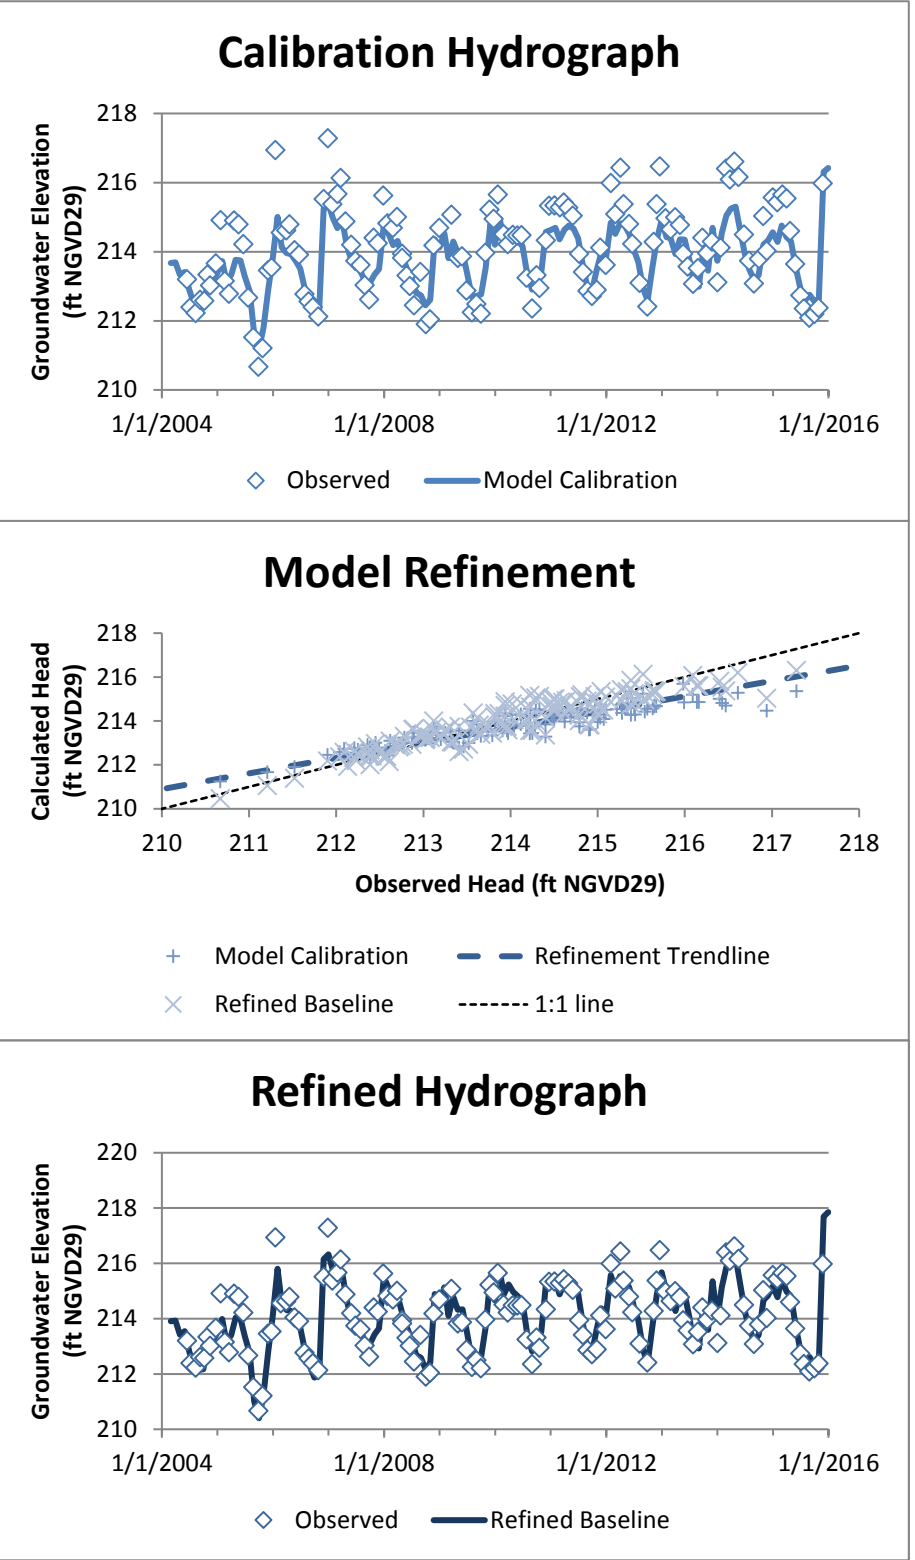 Calibration Hydrograph
Groundwater Elevation
(ft NGVD29)
218
216
214
212
210
1/1/2004 1/1/2008 1/1/2012 1/1/2016
Observed Model Calibration
Model Refinement
Calculated Head
(ft NGVD29)
218
216
214
212
210
210 211 212 213 214 215 216 217 218
Observed Head (ft NGVD29)
Model Calibration Refinement Trendline
Refined Baseline 1:1 line
Refined Hydrograph
Groundwater Elevation
(ft NGVD29)
220
218
216
214
212
210
1/1/2004 1/1/2008 1/1/2012 1/1/2016
Observed Refined Baseline